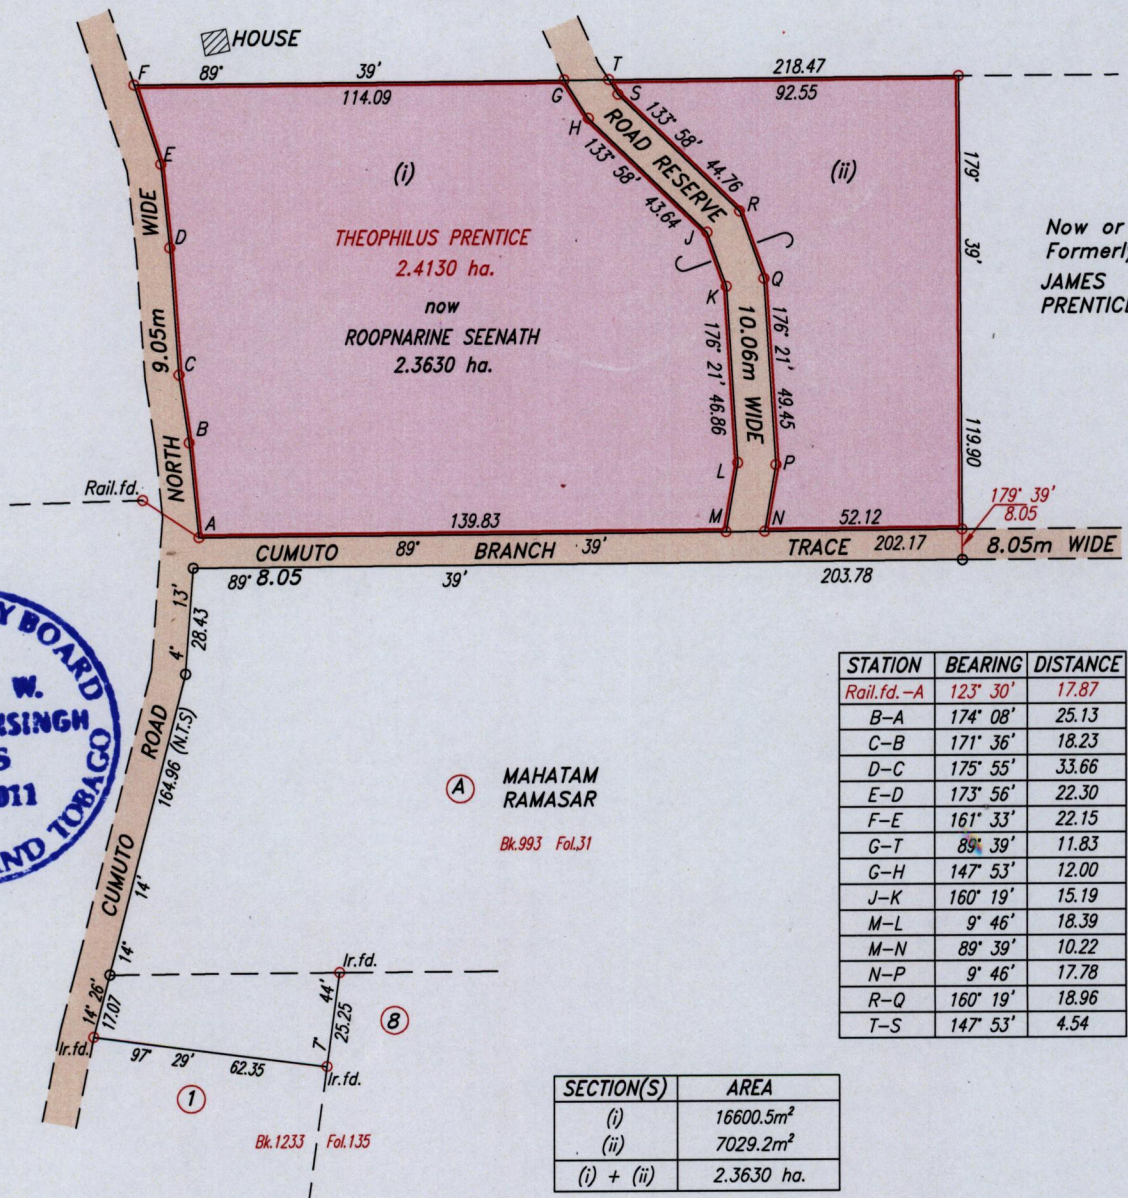 HOUSE
F 89° 39' G T 218.47
114.09 S 92.55
H 133° 58' 44.76
ROAD RESERVE
133° 58' 43.64
(i) (ii)
E WIDE R 179° 39'
D J Q
THEOPHILUS PRENTICE
2.4130 ha.
now
ROOPNARINE SEENATH
2.3630 ha.
Now or
Formerly
JAMES
PRENTICE
K
9.05m
10.06m WIDE
176° 21' 46.86
176° 21' 49.45
C
B
NORTH
L P
119.90
Rail.fd.
A 139.83 M N 52.12
179° 39'
8.05
CUMUTO 89° BRANCH 39' TRACE 202.17 8.05m WIDE
89° 8.05 39' 203.78
4° 13'
28.43
Y BOARD
W.
RSINGH
S
011
AND TOBAGO
CUMUTO ROAD
164.96 (N.T.S)
14° 14'
A
MAHATAM
RAMASAR
Bk.993 Fol.31
STATION BEARING DISTANCE
Rail.fd.-A 123° 30' 17.87
B-A 174° 08' 25.13
C-B 171° 36' 18.23
D-C 175° 55' 33.66
E-D 173° 56' 22.30
F-E 161° 33' 22.15
G-T 89° 39' 11.83
G-H 147° 53' 12.00
J-K 160° 19' 15.19
M-L 9° 46' 18.39
M-N 89° 39' 10.22
N-P 9° 46' 17.78
R-Q 160° 19' 18.96
T-S 147° 53' 4.54
Ir.fd.
14° 26'
17.07
7° 44'
25.25
8
Ir.fd.
97° 29' 62.35
Ir.fd.
1
Bk.1233 Fol.135
SECTION(S) AREA
(i) 16600.5m²
(ii) 7029.2m²
(i) + (ii) 2.3630 ha.